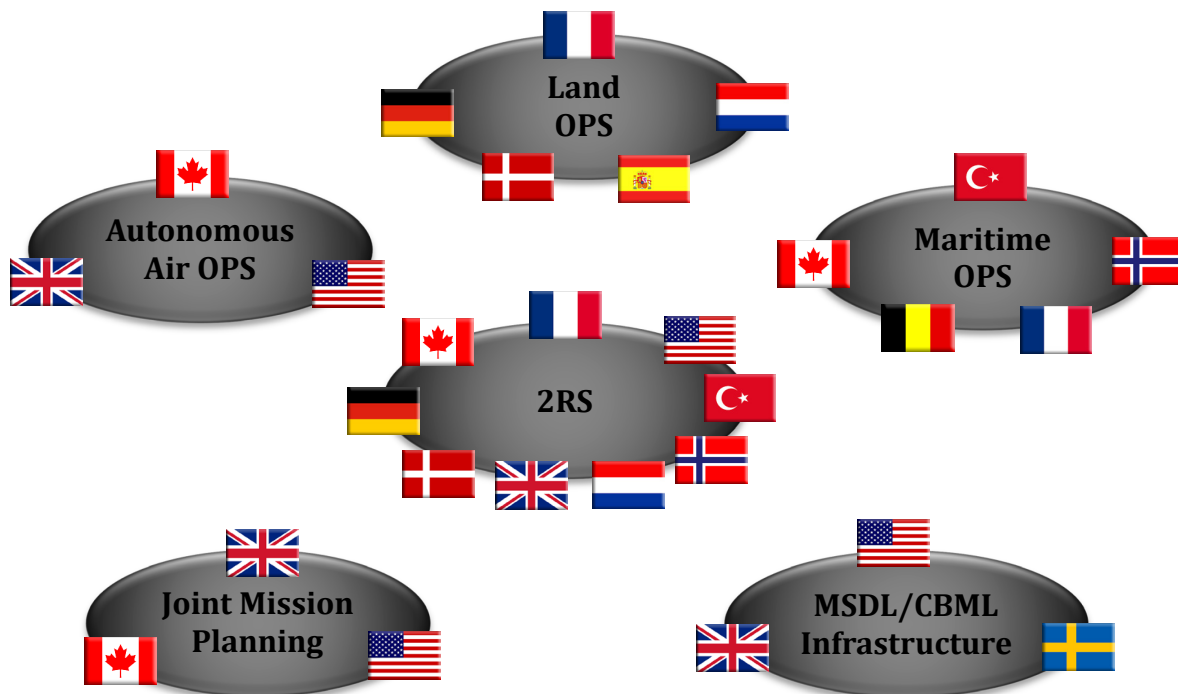 Land
OPS
Autonomous
Air OPS
Maritime
OPS
2RS
Joint Mission
Planning
MSDL/CBML
Infrastructure